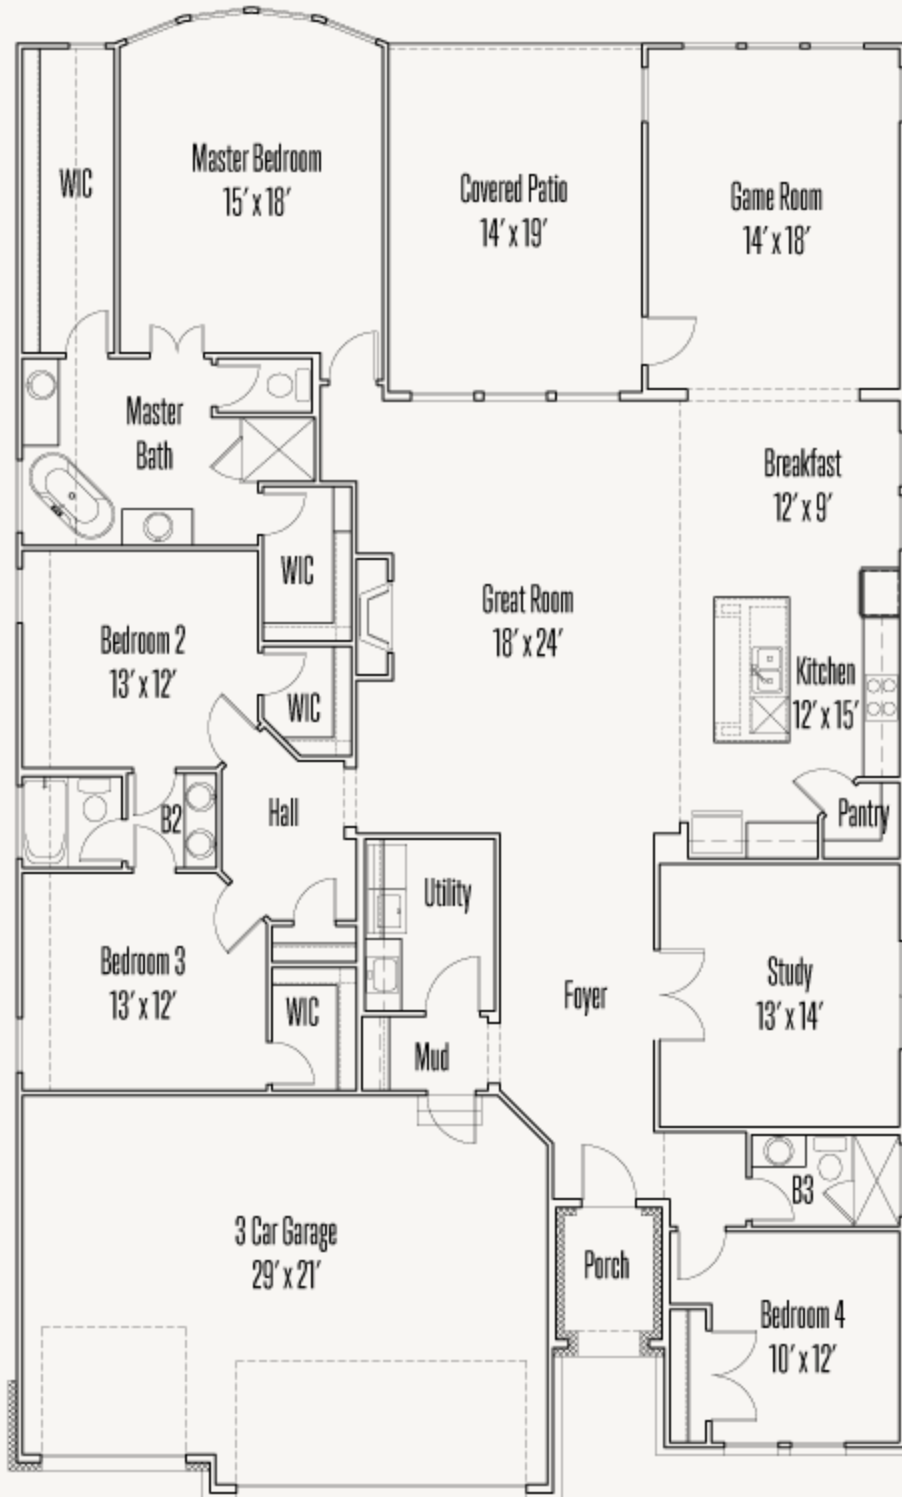 WIC
Master Bedroom
15' x 18'
Covered Patio
14' x 19'
Game Room
14' x 18'
Master
Bath
Breakfast
12' x 9'
WIC
Great Room
18' x 24'
Bedroom 2
13' x 12'
Kitchen
12' x 15'
WIC
B2
Hall
Pantry
Utility
Bedroom 3
13' x 12'
Foyer
Study
13' x 14'
WIC
Mud
B3
3 Car Garage
29' x 21'
Porch
Bedroom 4
10' x 12'